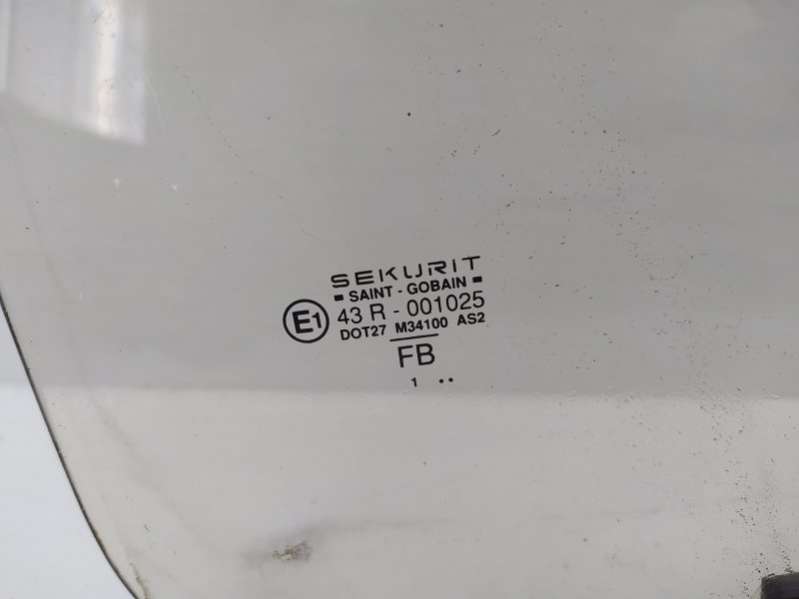 SEKURIT
SAINT - GOBAIN
E1 43 R - 001025
DOT27 M34100 AS2
FB
1 ..